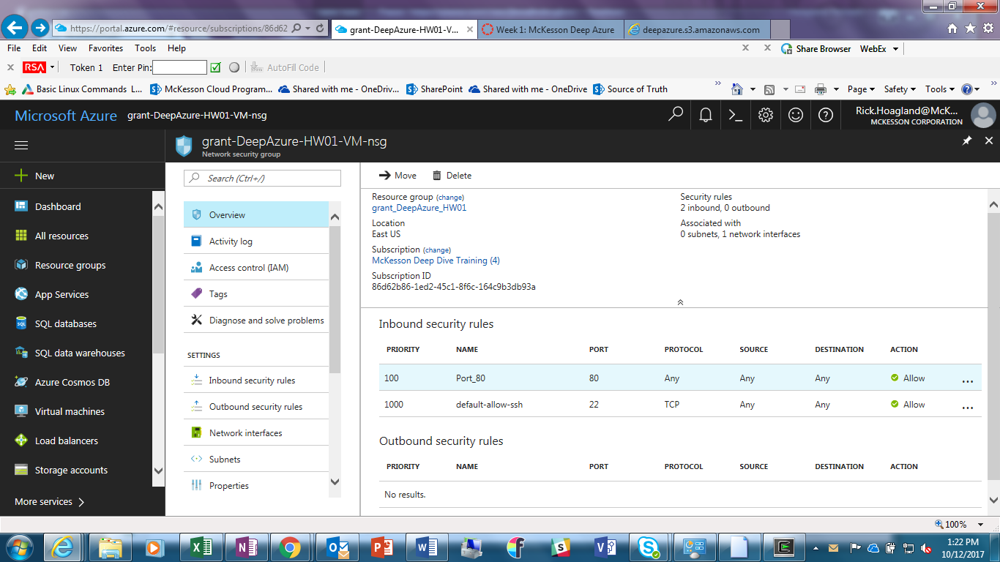 https://portal.azure.com/#resource/subscriptions/86d62
grant-DeepAzure-HW01-V...
Week 1: McKesson Deep Azure
deepazure.s3.amazonaws.com
File Edit View Favorites Tools Help
Share Browser WebEx
RSA Token 1 Enter Pin: AutoFill Code
Basic Linux Commands L... McKesson Cloud Program... Shared with me - OneDriv... SharePoint Shared with me - OneDrive Source of Truth
Page Safety Tools
Microsoft Azure grant-DeepAzure-HW01-VM-nsg
Rick.Hoagland@McK...
MCKESSON CORPORATION
grant-DeepAzure-HW01-VM-nsg
Network security group
New
Dashboard
All resources
Resource groups
App Services
SQL databases
SQL data warehouses
Azure Cosmos DB
Virtual machines
Load balancers
Storage accounts
More services
Search (Ctrl+/)
Overview
Activity log
Access control (IAM)
Tags
Diagnose and solve problems
SETTINGS
Inbound security rules
Outbound security rules
Network interfaces
Subnets
Properties
Move Delete
Resource group (change)
grant_DeepAzure_HW01
Location
East US
Subscription (change)
McKesson Deep Dive Training (4)
Subscription ID
86d62b86-1ed2-45c1-8f6c-164c9b3db93a
Security rules
2 inbound, 0 outbound
Associated with
0 subnets, 1 network interfaces
Inbound security rules
PRIORITY NAME PORT PROTOCOL SOURCE DESTINATION ACTION
100 Port_80 80 Any Any Any Allow ...
1000 default-allow-ssh 22 TCP Any Any Allow ...
Outbound security rules
PRIORITY NAME PORT PROTOCOL SOURCE DESTINATION ACTION
No results.
100%
1:22 PM
10/12/2017